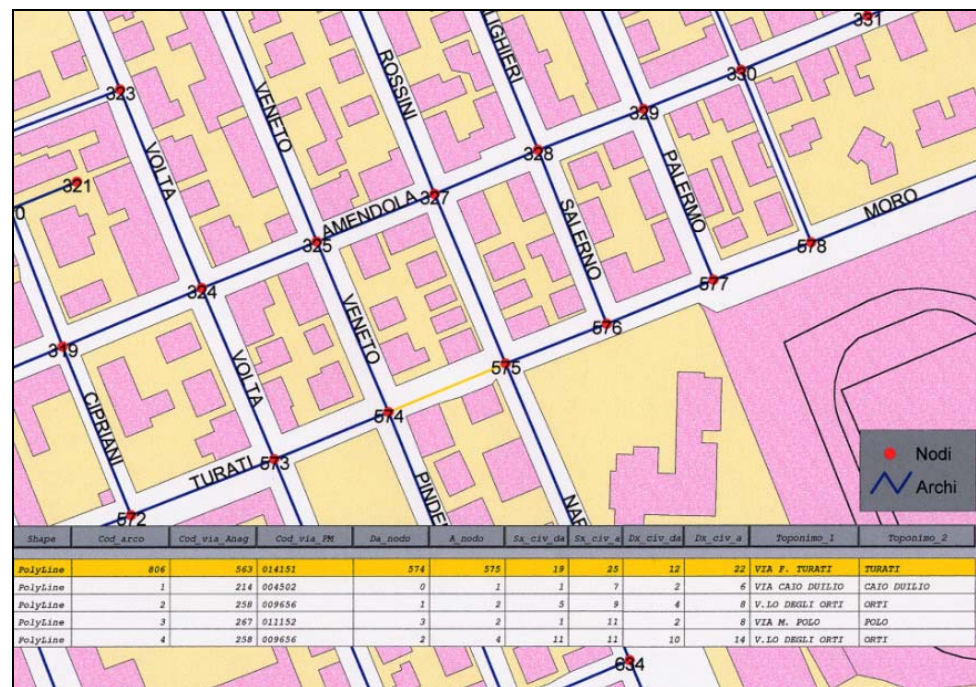 331
LIGHIERI
330
ROSSINI
323
VENETO
329
328
VOLTA
PALERMO
321
327
MORO
AMENDOLA
0
SALERNO
325
578
577
324
VENETO
576
319
575
VOLTA
CIPRIANI
574
Nodi
573
TURATI
Archi
PINDE
NAP
572
Shape Cod_arco Cod_via_Anag Cod_via_PM Da_nodo A_nodo Sx_civ_da Sx_civ_a Dx_civ_da Dx_civ_a Toponimo_1 Toponimo_2
PolyLine 806 563 014151 574 575 19 25 12 22 VIA F. TURATI TURATI
PolyLine 1 214 004502 0 1 1 7 2 6 VIA CAIO DUILIO CAIO DUILIO
PolyLine 2 258 009656 1 2 5 9 4 8 V.LO DEGLI ORTI ORTI
PolyLine 3 267 011152 3 2 1 11 2 8 VIA M. POLO POLO
PolyLine 4 258 009656 2 4 11 11 10 14 V.LO DEGLI ORTI ORTI
634